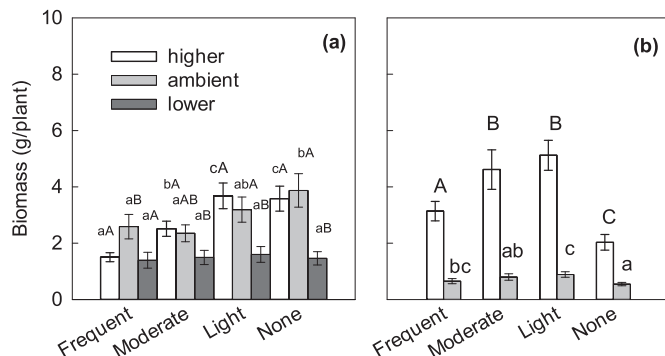 10
8
6
4
2
0
Biomass (g/plant)
(a)
higher
ambient
lower
aA
aB
aA
bA
aAB
aB
cA
abA
aB
cA
bA
aB
Frequent
Moderate
Light
None
(b)
A
bc
B
ab
B
c
C
a
Frequent
Moderate
Light
None